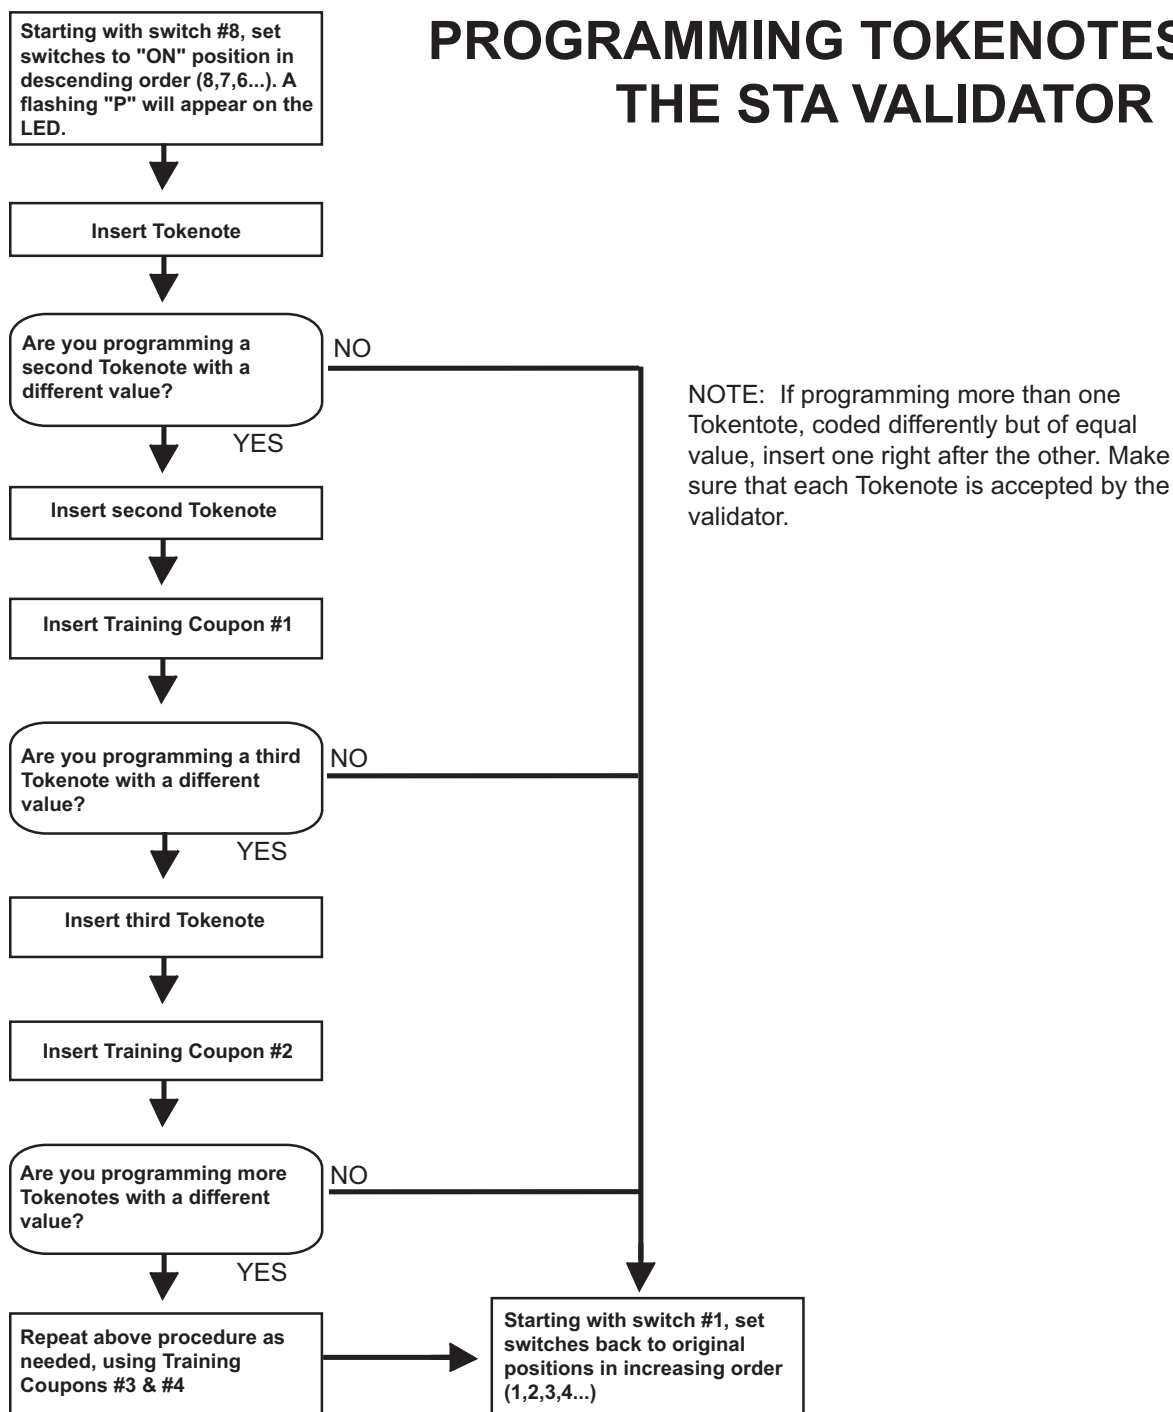 PROGRAMMING TOKENOTES
THE STA VALIDATOR
Starting with switch #8, set
switches to "ON" position in
descending order (8,7,6...). A
flashing "P" will appear on the
LED.
Insert Tokenote
Are you programming a
second Tokenote with a
different value?
NO
YES
NOTE: If programming more than one
Tokentote, coded differently but of equal
value, insert one right after the other. Make
sure that each Tokenote is accepted by the
validator.
Insert second Tokenote
Insert Training Coupon #1
Are you programming a third
Tokenote with a different
value?
NO
YES
Insert third Tokenote
Insert Training Coupon #2
Are you programming more
Tokenotes with a different
value?
NO
YES
Repeat above procedure as
needed, using Training
Coupons #3 & #4
Starting with switch #1, set
switches back to original
positions in increasing order
(1,2,3,4...)